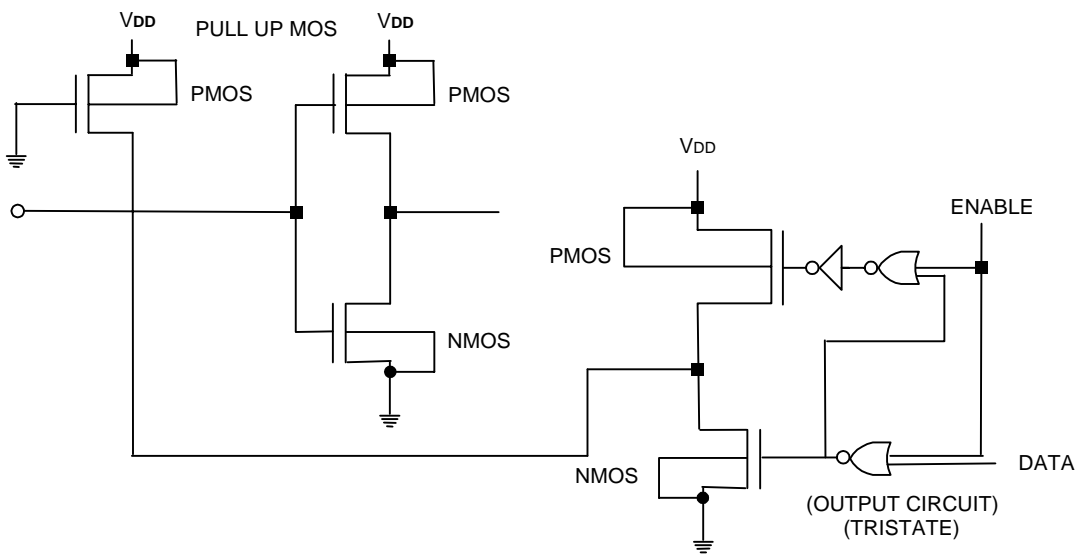 VDD
PULL UP MOS
VDD
PMOS
PMOS
VDD
ENABLE
PMOS
NMOS
NMOS
DATA
(OUTPUT CIRCUIT)
(TRISTATE)